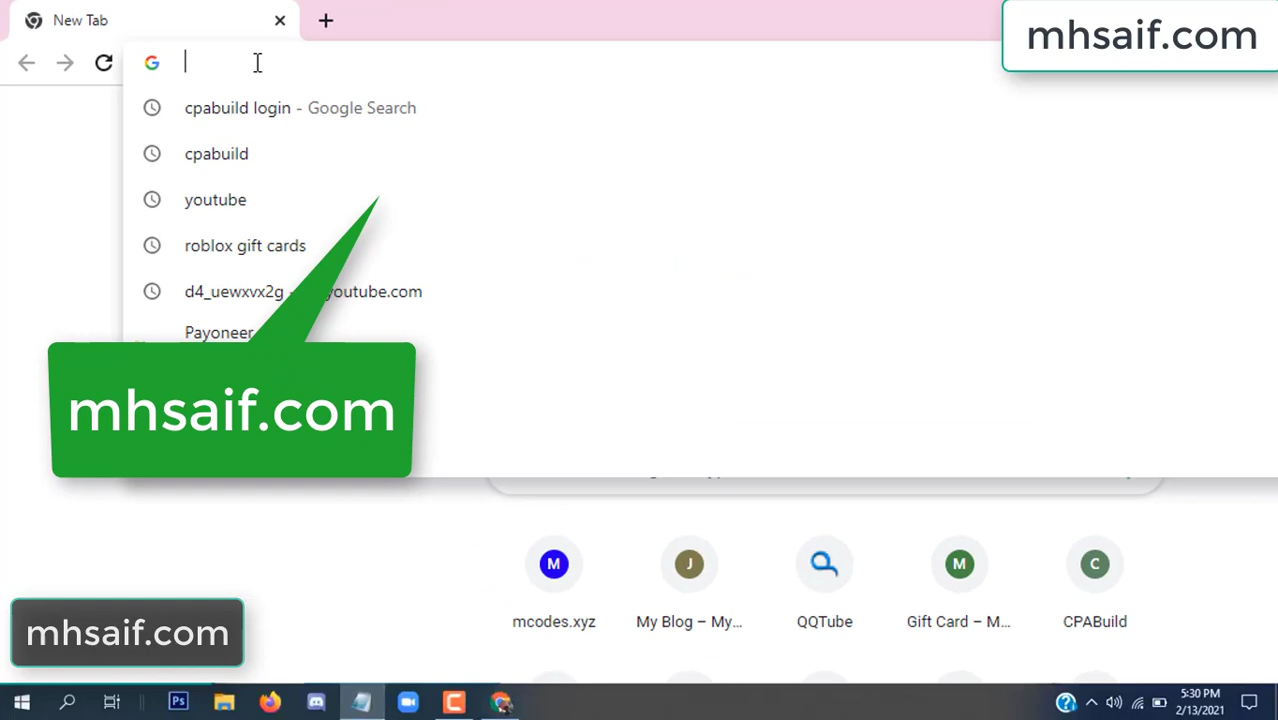 New Tab
mhsaif.com
cpabuild login - Google Search
cpabuild
youtube
roblox gift cards
d4_uewxvx2g - youtube.com
Payoneer
mhsaif.com
M
J
M
C
mcodes.xyz
My Blog – My...
QQTube
Gift Card – M...
CPABuild
mhsaif.com
Ps
5:30 PM
2/13/2021